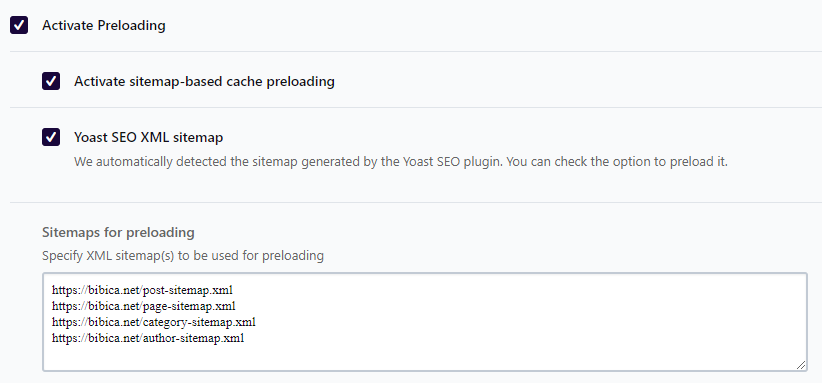 Activate Preloading
Activate sitemap-based cache preloading
Yoast SEO XML sitemap
We automatically detected the sitemap generated by the Yoast SEO plugin. You can check the option to preload it.
Sitemaps for preloading
Specify XML sitemap(s) to be used for preloading
https://bibica.net/post-sitemap.xml
https://bibica.net/page-sitemap.xml
https://bibica.net/category-sitemap.xml
https://bibica.net/author-sitemap.xml